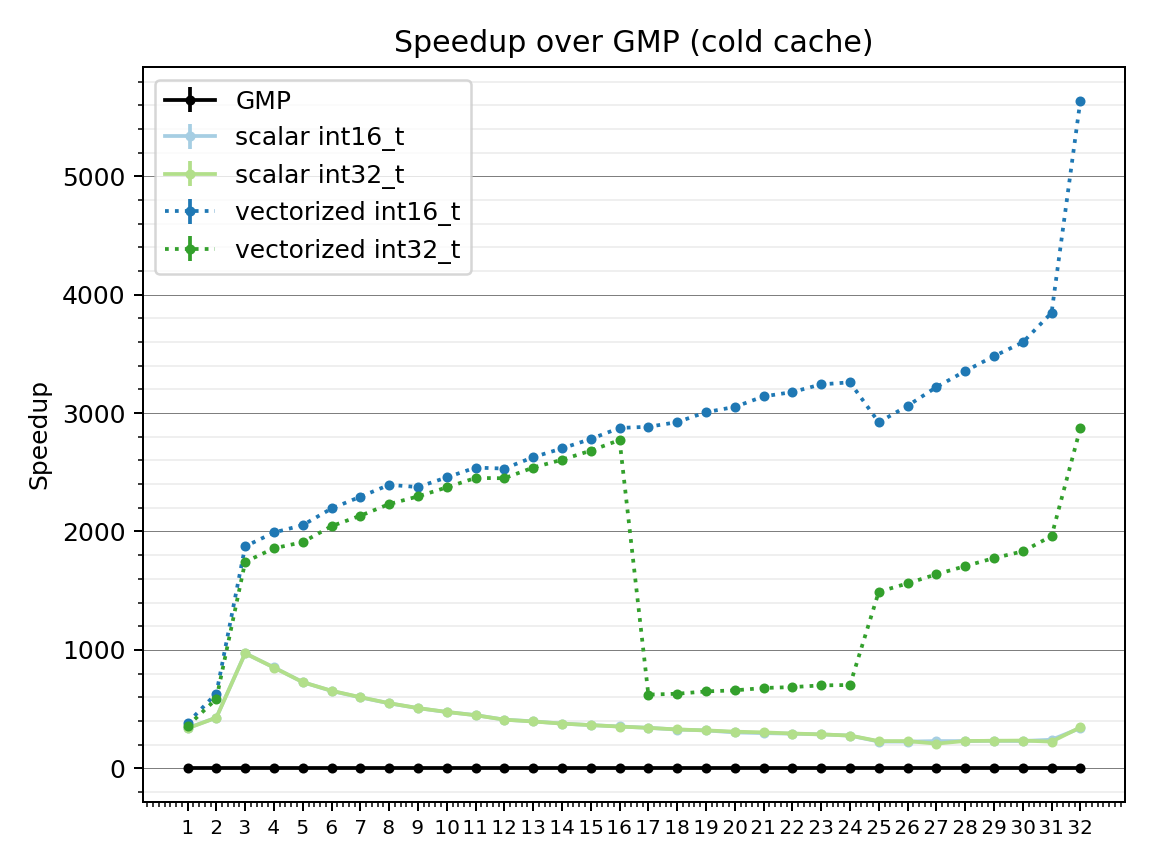 Speedup over GMP (cold cache)
GMP
scalar int16_t
scalar int32_t
vectorized int16_t
vectorized int32_t
Speedup
5000
4000
3000
2000
1000
0
1 2 3 4 5 6 7 8 9 10 11 12 13 14 15 16 17 18 19 20 21 22 23 24 25 26 27 28 29 30 31 32